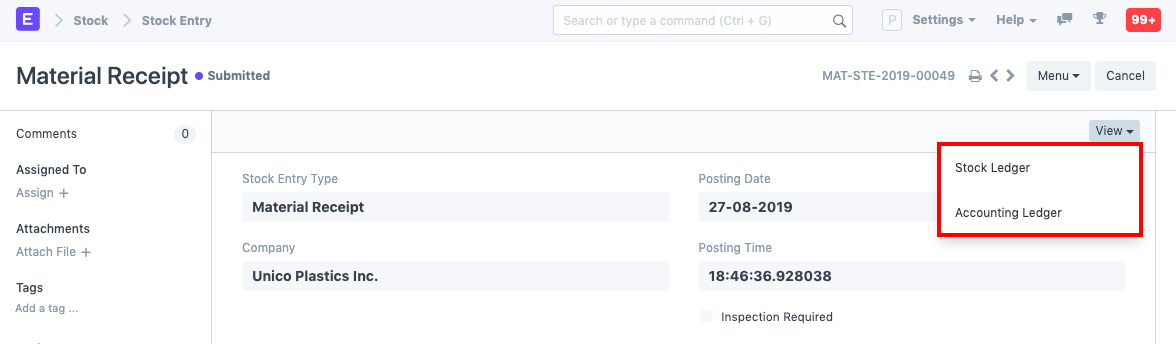 E Stock Stock Entry Search or type a command (Ctrl + G) P Settings Help 99+
Material Receipt Submitted MAT-STE-2019-00049 Menu Cancel
Comments 0
Assigned To
Assign +
Attachments
Attach File +
Tags
Add a tag ...
View
Stock Ledger
Accounting Ledger
Stock Entry Type
Material Receipt
Company
Unico Plastics Inc.
Posting Date
27-08-2019
Posting Time
18:46:36.928038
Inspection Required